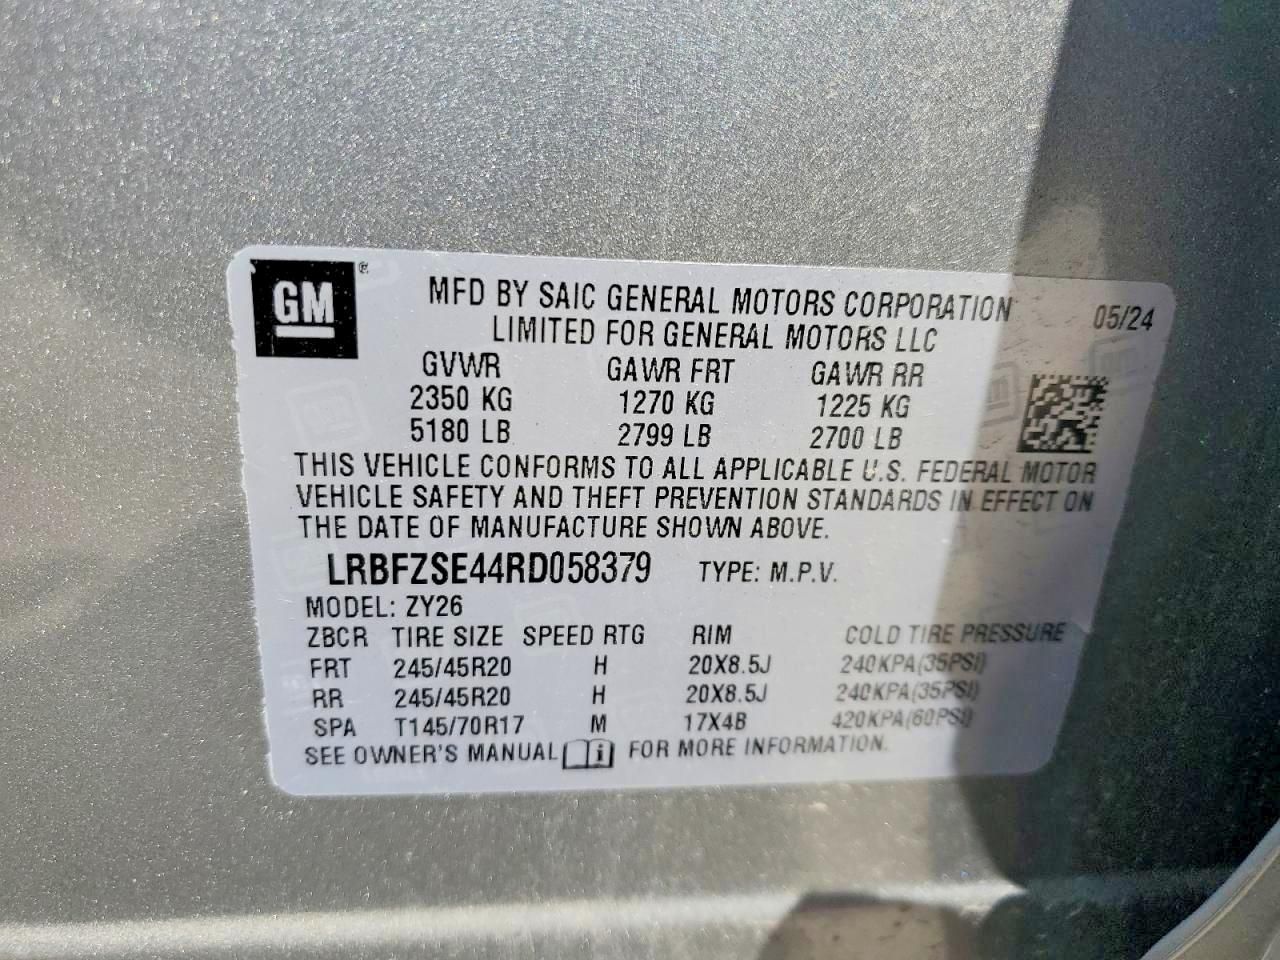 GM ®
MFD BY SAIC GENERAL MOTORS CORPORATION 05/24
LIMITED FOR GENERAL MOTORS LLC
GVWR GAWR FRT GAWR RR
2350 KG 1270 KG 1225 KG
5180 LB 2799 LB 2700 LB
THIS VEHICLE CONFORMS TO ALL APPLICABLE U.S. FEDERAL MOTOR
VEHICLE SAFETY AND THEFT PREVENTION STANDARDS IN EFFECT ON
THE DATE OF MANUFACTURE SHOWN ABOVE.
LRBFZSE44RD058379 TYPE: M.P.V.
MODEL: ZY26
ZBCR TIRE SIZE SPEED RTG RIM COLD TIRE PRESSURE
FRT 245/45R20 H 20X8.5J 240KPA(35PSI)
RR 245/45R20 H 20X8.5J 240KPA(35PSI)
SPA T145/70R17 M 17X4B 420KPA(60PSI)
SEE OWNER'S MANUAL i FOR MORE INFORMATION.